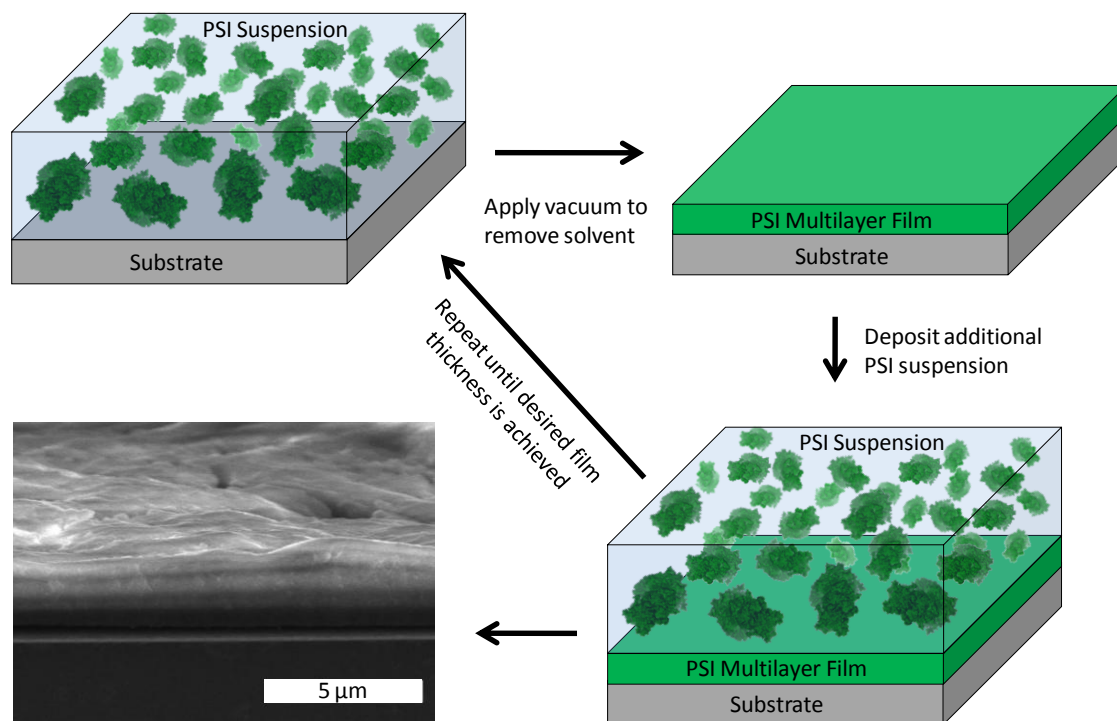 PSI Suspension
Substrate
Apply vacuum to
remove solvent
PSI Multilayer Film
Substrate
Deposit additional
PSI suspension
Repeat until desired film
thickness is achieved
PSI Suspension
PSI Multilayer Film
Substrate
5 μm